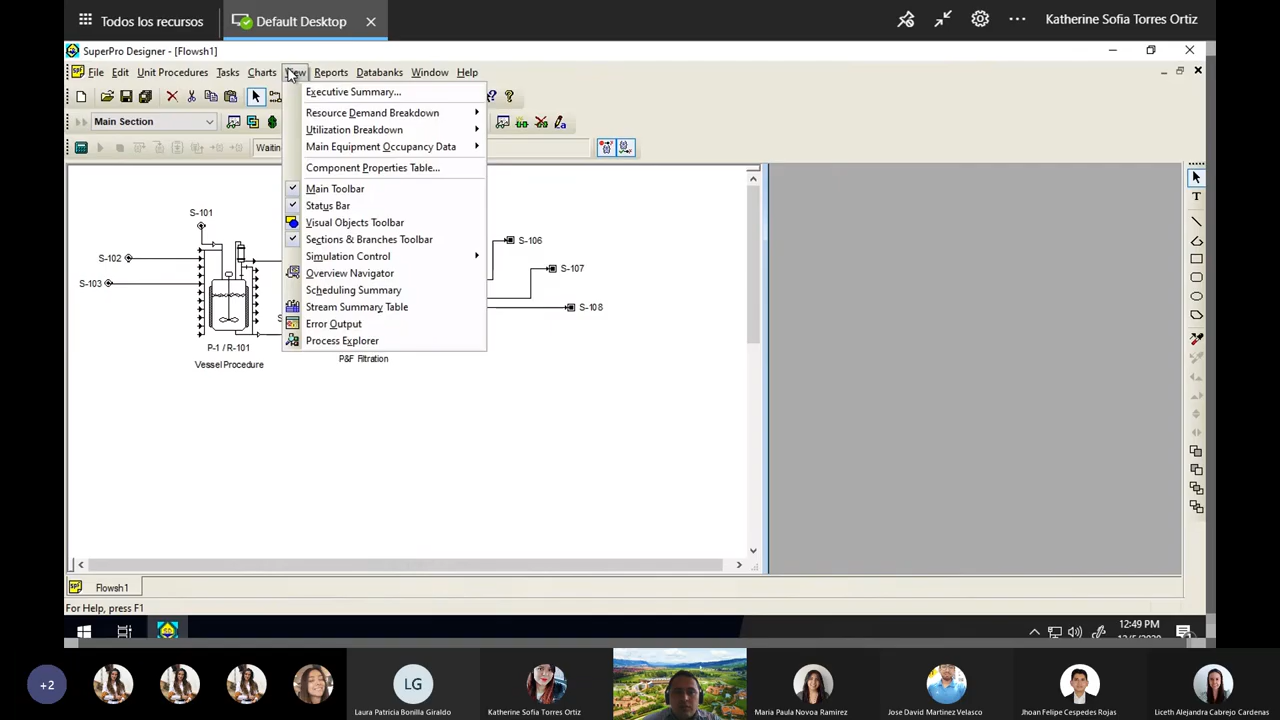 Todos los recursos
Default Desktop
Katherine Sofia Torres Ortiz
SuperPro Designer - [Flowsh1]
File Edit Unit Procedures Tasks Charts View Reports Databanks Window Help
Executive Summary...
Main Section
Resource Demand Breakdown
Utilization Breakdown
Main Equipment Occupancy Data
Component Properties Table...
Main Toolbar
Status Bar
Visual Objects Toolbar
Sections & Branches Toolbar
Simulation Control
Overview Navigator
Scheduling Summary
Stream Summary Table
Error Output
Process Explorer
S-101
S-102
S-103
S-106
S-107
S-108
P-1 / R-101
Vessel Procedure
P&F Filtration
Flowsh1
For Help, press F1
12:49 PM
+2
LG
Laura Patricia Bonilla Giraldo
Katherine Sofia Torres Ortiz
Maria Paula Novoa Ramirez
Jose David Martinez Velasco
Jhoan Felipe Cespedes Rojas
Liceth Alejandra Cabrejo Cardenas